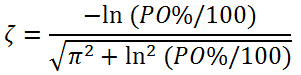 ζ = −ln (PO%/100) / √(π² + ln² (PO%/100))